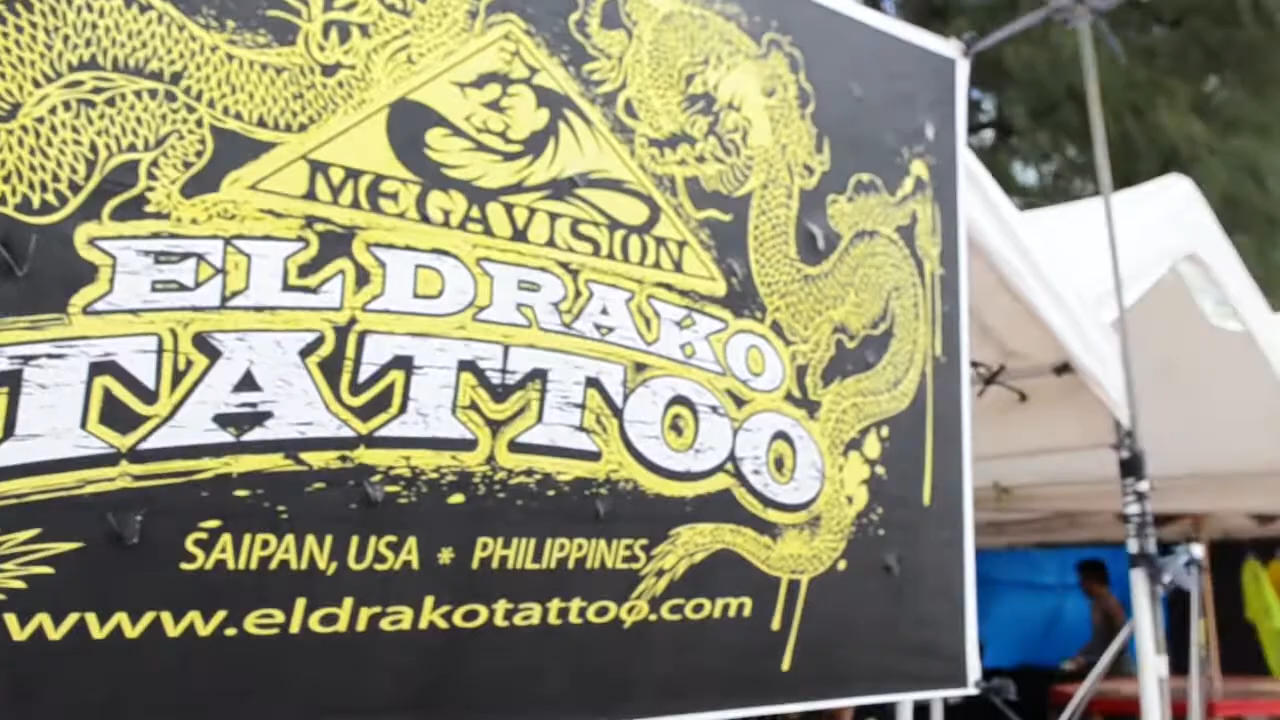 MEGAVISION
EL DRAKO
TATTOO
SAIPAN, USA * PHILIPPINES
www.eldrakotattoo.com